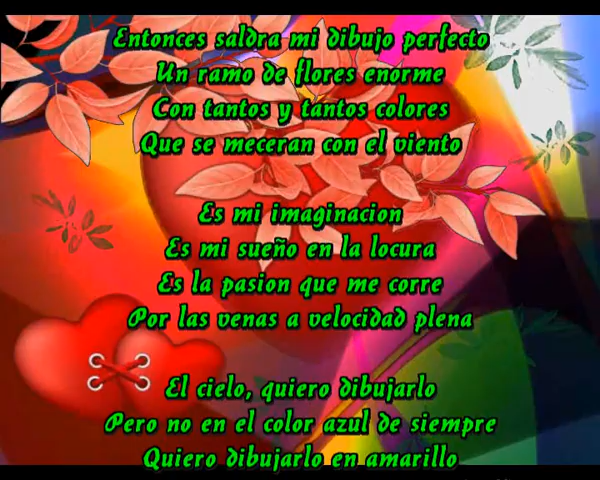 Entonces saldra mi dibujo perfecto
Un ramo de flores enorme
Con tantos y tantos colores
Que se meceran con el viento
Es mi imaginacion
Es mi sueño en la locura
Es la pasion que me corre
Por las venas a velocidad plena
El cielo, quiero dibujarlo
Pero no en el color azul de siempre
Quiero dibujarlo en amarillo